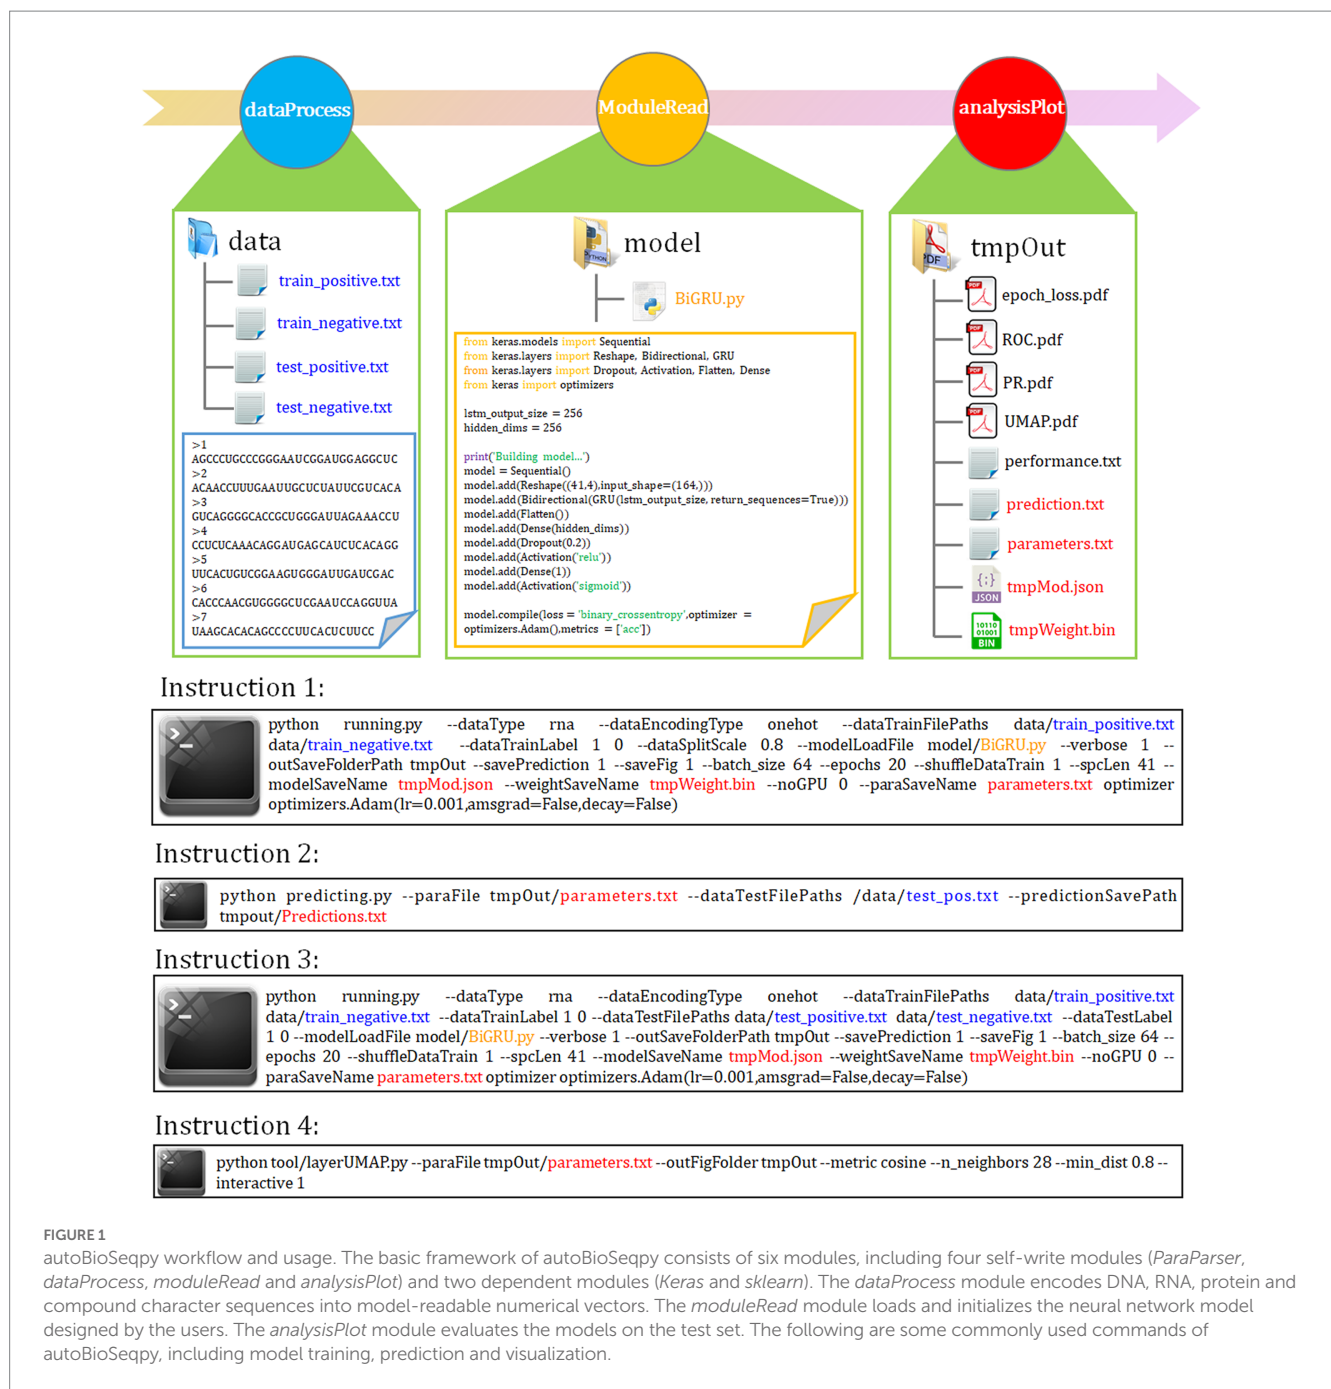 dataProcess
ModuleRead
analysisPlot
data
train_positive.txt
train_negative.txt
test_positive.txt
test_negative.txt
>1
AGCCCUGCCCGGGAAUCGGAUGGAGGCUC
>2
ACAACCUUUGAAUUGCUCUAUUCGUCACA
>3
GUCAGGGGCACCGCUGGGAUUAGAAACCU
>4
CCUCUCAAACAGGAUGAGCAUCUCACAGG
>5
UUCACUGUCGGAAGUGGGAUUGAUCGAC
>6
CACCCAACGUGGGGCUCGAAUCCAGGUUA
>7
UAAGCACACAGCCCCUUCACUCUUCC
model
PYTHON
BiGRU.py
from keras.models import Sequential
from keras.layers import Reshape, Bidirectional, GRU
from keras.layers import Dropout, Activation, Flatten, Dense
from keras import optimizers
lstm_output_size = 256
hidden_dims = 256
print('Building model...')
model = Sequential()
model.add(Reshape((41,4),input_shape=(164,)))
model.add(Bidirectional(GRU(lstm_output_size, return_sequences=True)))
model.add(Flatten())
model.add(Dense(hidden_dims))
model.add(Dropout(0.2))
model.add(Activation('relu'))
model.add(Dense(1))
model.add(Activation('sigmoid'))
model.compile(loss = 'binary_crossentropy',optimizer =
optimizers.Adam(),metrics = ['acc'])
PDF
tmpOut
PDF
epoch_loss.pdf
PDF
ROC.pdf
PDF
PR.pdf
PDF
UMAP.pdf
performance.txt
prediction.txt
parameters.txt
{;}
JSON
tmpMod.json
10110
01001
BIN
tmpWeight.bin
Instruction 1:
python running.py --dataType rna --dataEncodingType onehot --dataTrainFilePaths data/train_positive.txt
data/train_negative.txt --dataTrainLabel 1 0 --dataSplitScale 0.8 --modelLoadFile model/BiGRU.py --verbose 1 --
outSaveFolderPath tmpOut --savePrediction 1 --saveFig 1 --batch_size 64 --epochs 20 --shuffleDataTrain 1 --spcLen 41 --
modelSaveName tmpMod.json --weightSaveName tmpWeight.bin --noGPU 0 --paraSaveName parameters.txt optimizer
optimizers.Adam(lr=0.001,amsgrad=False,decay=False)
Instruction 2:
python predicting.py --paraFile tmpOut/parameters.txt --dataTestFilePaths /data/test_pos.txt --predictionSavePath
tmpout/Predictions.txt
Instruction 3:
python running.py --dataType rna --dataEncodingType onehot --dataTrainFilePaths data/train_positive.txt
data/train_negative.txt --dataTrainLabel 1 0 --dataTestFilePaths data/test_positive.txt data/test_negative.txt --dataTestLabel
1 0 --modelLoadFile model/BiGRU.py --verbose 1 --outSaveFolderPath tmpOut --savePrediction 1 --saveFig 1 --batch_size 64 --
epochs 20 --shuffleDataTrain 1 --spcLen 41 --modelSaveName tmpMod.json --weightSaveName tmpWeight.bin --noGPU 0 --
paraSaveName parameters.txt optimizer optimizers.Adam(lr=0.001,amsgrad=False,decay=False)
Instruction 4:
python tool/layerUMAP.py --paraFile tmpOut/parameters.txt --outFigFolder tmpOut --metric cosine --n_neighbors 28 --min_dist 0.8 --
interactive 1
FIGURE 1
autoBioSeqpy workflow and usage. The basic framework of autoBioSeqpy consists of six modules, including four self-write modules (ParaParser,
dataProcess, moduleRead and analysisPlot) and two dependent modules (Keras and sklearn). The dataProcess module encodes DNA, RNA, protein and
compound character sequences into model-readable numerical vectors. The moduleRead module loads and initializes the neural network model
designed by the users. The analysisPlot module evaluates the models on the test set. The following are some commonly used commands of
autoBioSeqpy, including model training, prediction and visualization.